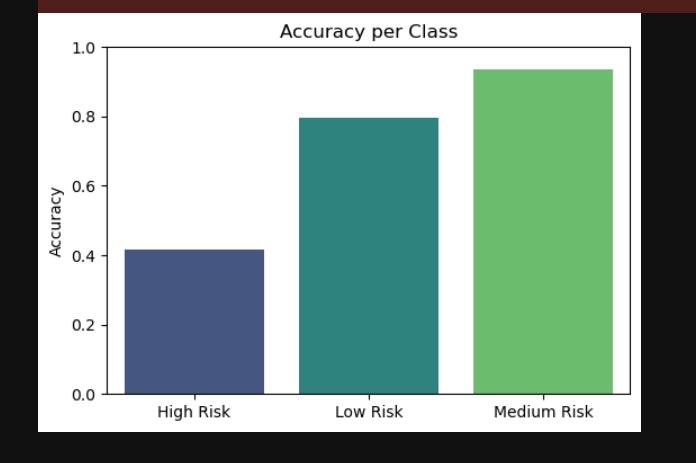 Accuracy per Class
1.0
0.8
0.6
0.4
0.2
0.0
Accuracy
High Risk
Low Risk
Medium Risk